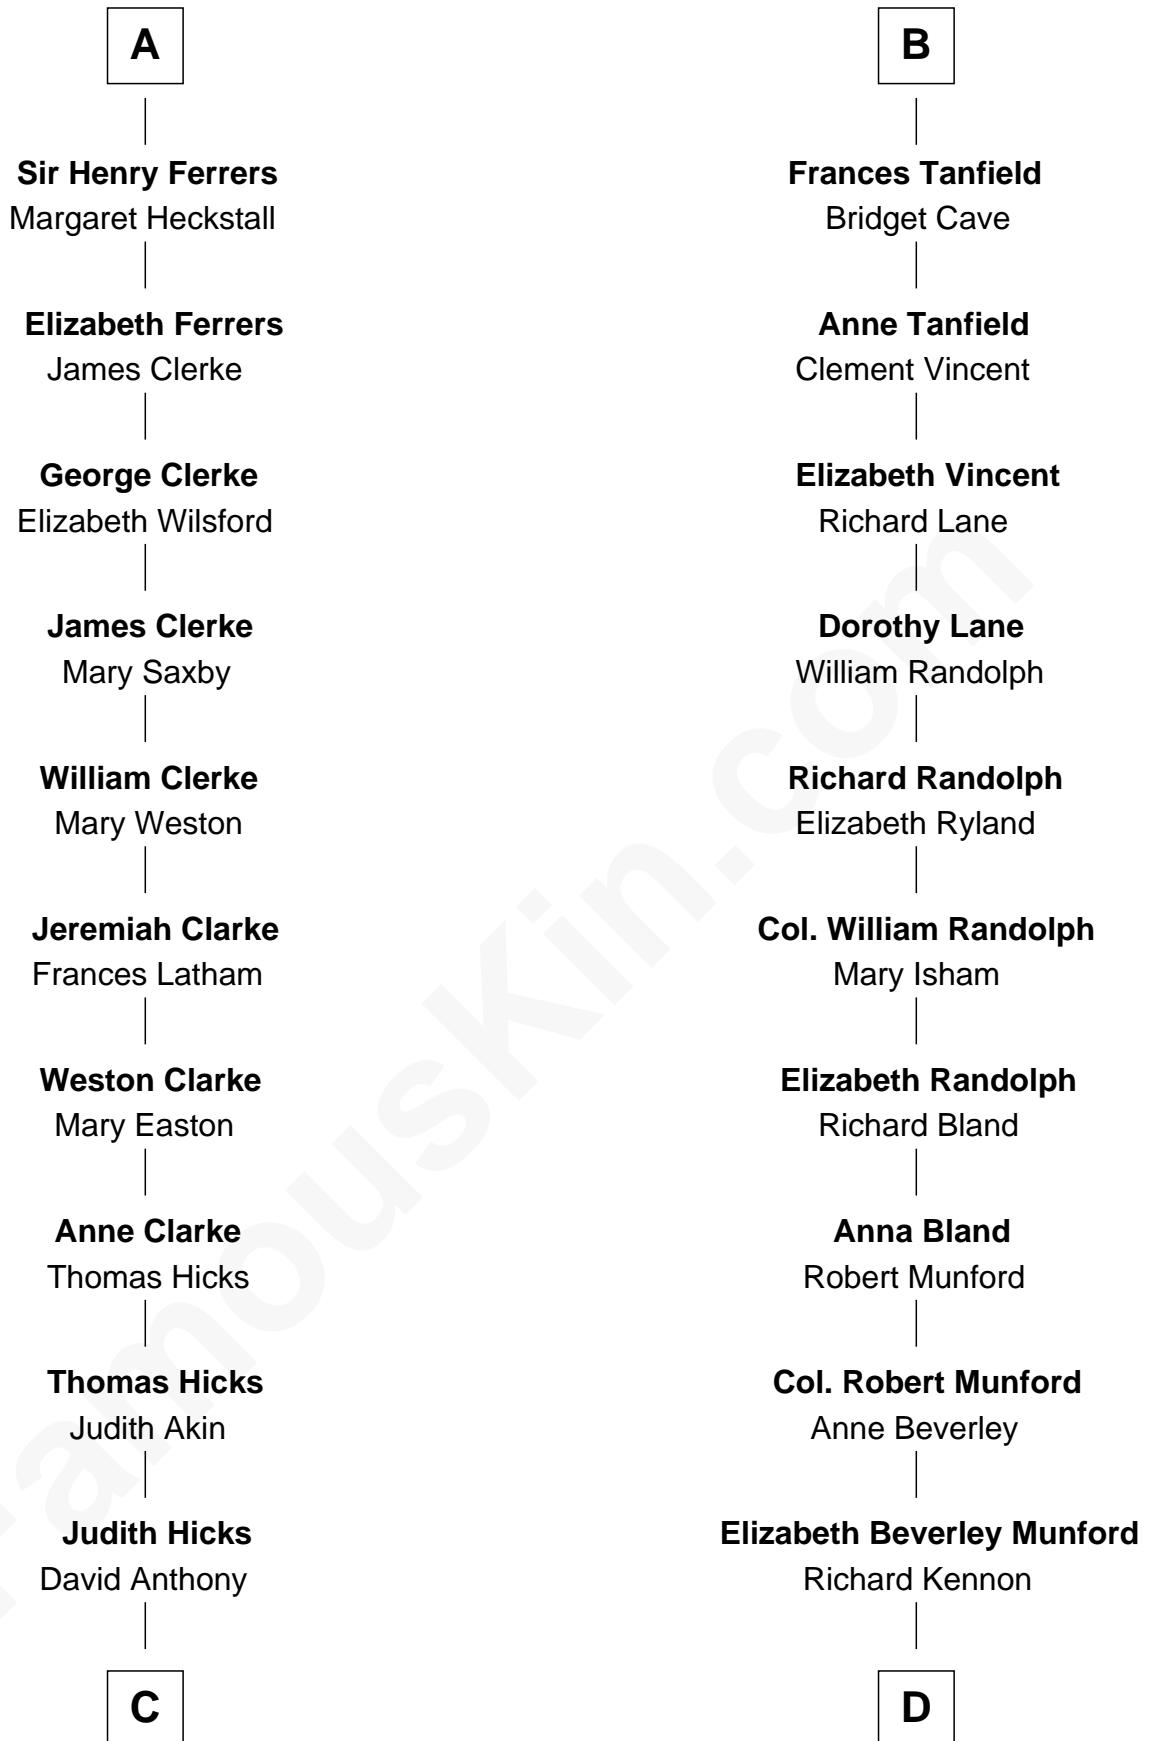 A
Sir Henry Ferrers
Margaret Heckstall
Elizabeth Ferrers
James Clerke
George Clerke
Elizabeth Wilsford
James Clerke
Mary Saxby
William Clerke
Mary Weston
Jeremiah Clarke
Frances Latham
Weston Clarke
Mary Easton
Anne Clarke
Thomas Hicks
Thomas Hicks
Judith Akin
Judith Hicks
David Anthony
C
B
Frances Tanfield
Bridget Cave
Anne Tanfield
Clement Vincent
Elizabeth Vincent
Richard Lane
Dorothy Lane
William Randolph
Richard Randolph
Elizabeth Ryland
Col. William Randolph
Mary Isham
Elizabeth Randolph
Richard Bland
Anna Bland
Robert Munford
Col. Robert Munford
Anne Beverley
Elizabeth Beverley Munford
Richard Kennon
D
FamousKin.com